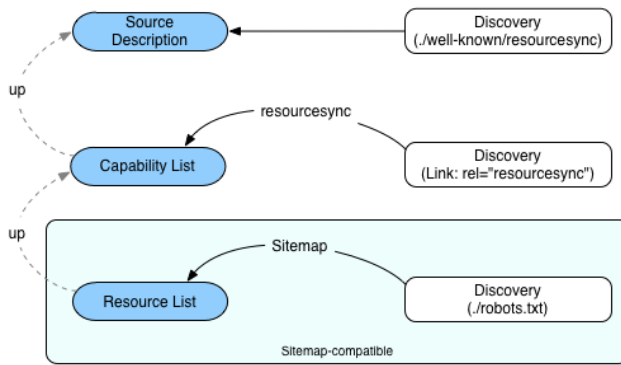 Source
Description
Discovery
(./well-known/resourcesync)
up
resourcesync
Capability List
Discovery
(Link: rel="resourcesync")
up
Sitemap
Resource List
Discovery
(./robots.txt)
Sitemap-compatible